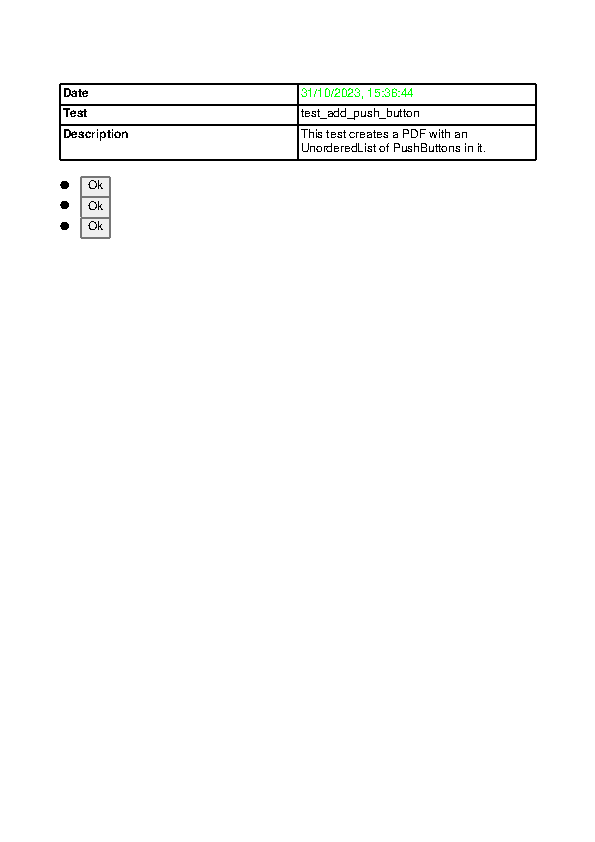 Date 31/10/2023, 15:36:44
Test test_add_push_button
Description This test creates a PDF with an
UnorderedList of PushButtons in it.
● Ok
● Ok
● Ok